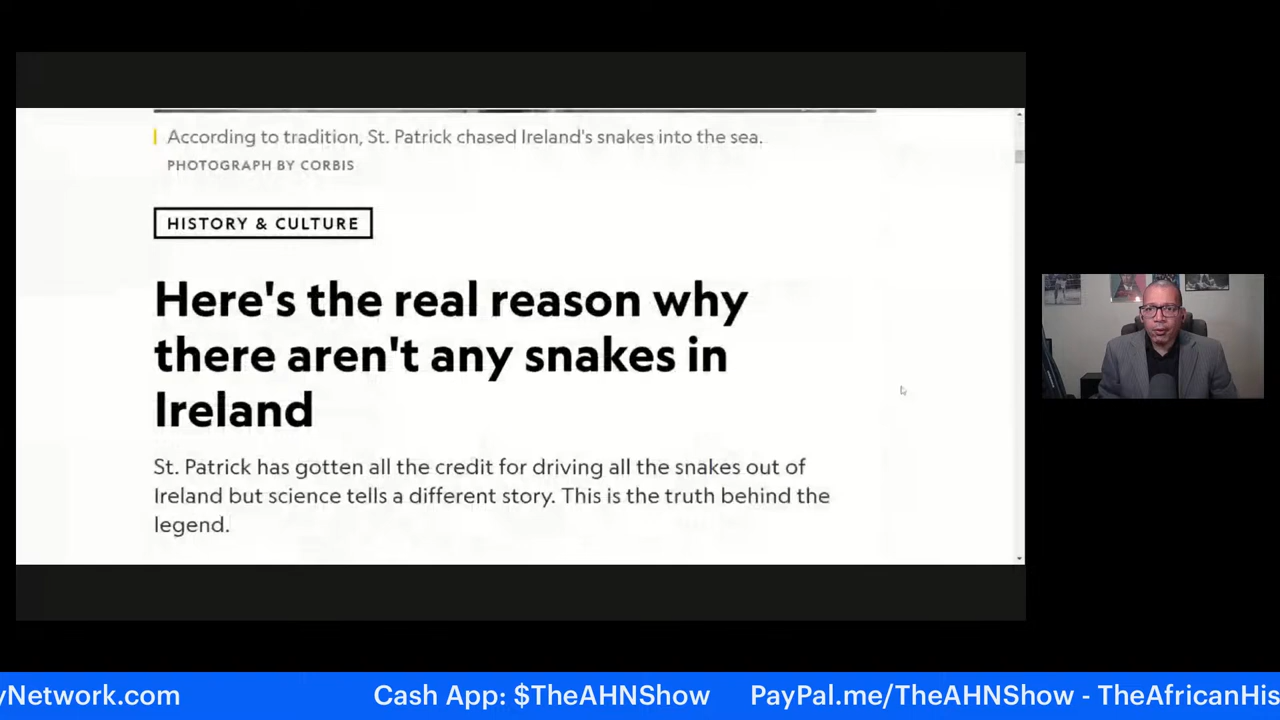 According to tradition, St. Patrick chased Ireland's snakes into the sea.
PHOTOGRAPH BY CORBIS
HISTORY & CULTURE
Here's the real reason why
there aren't any snakes in
Ireland
St. Patrick has gotten all the credit for driving all the snakes out of
Ireland but science tells a different story. This is the truth behind the
legend.
yNetwork.com Cash App: $TheAHNShow PayPal.me/TheAHNShow - TheAfricanHis